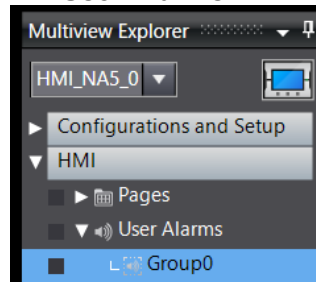 Multiview Explorer
HMI_NA5_0
Configurations and Setup
HMI
Pages
User Alarms
Group0